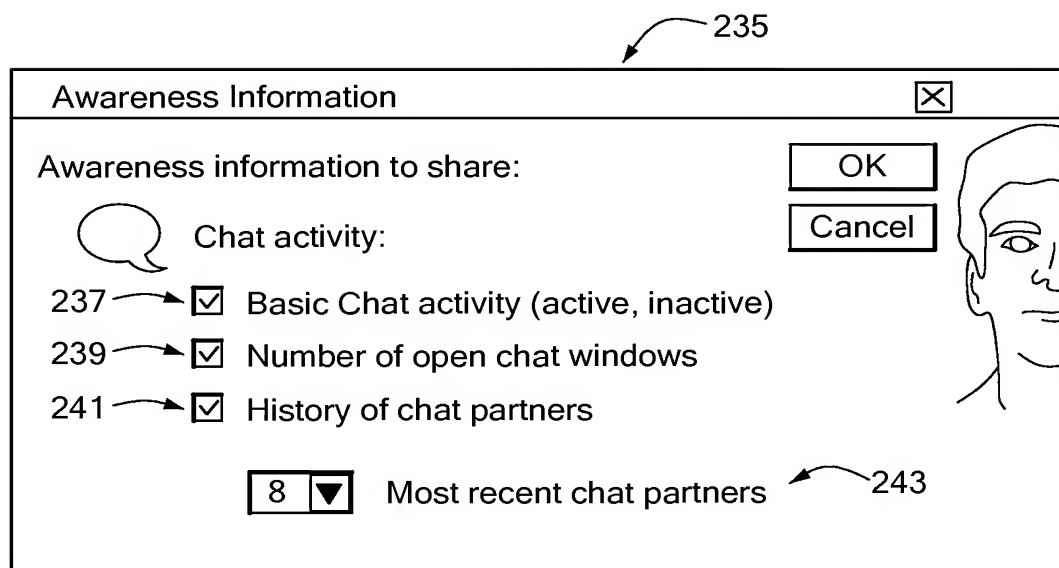 235
Awareness Information
Awareness information to share:
OK
Cancel
Chat activity:
237 Basic Chat activity (active, inactive)
239 Number of open chat windows
241 History of chat partners
8 Most recent chat partners 243